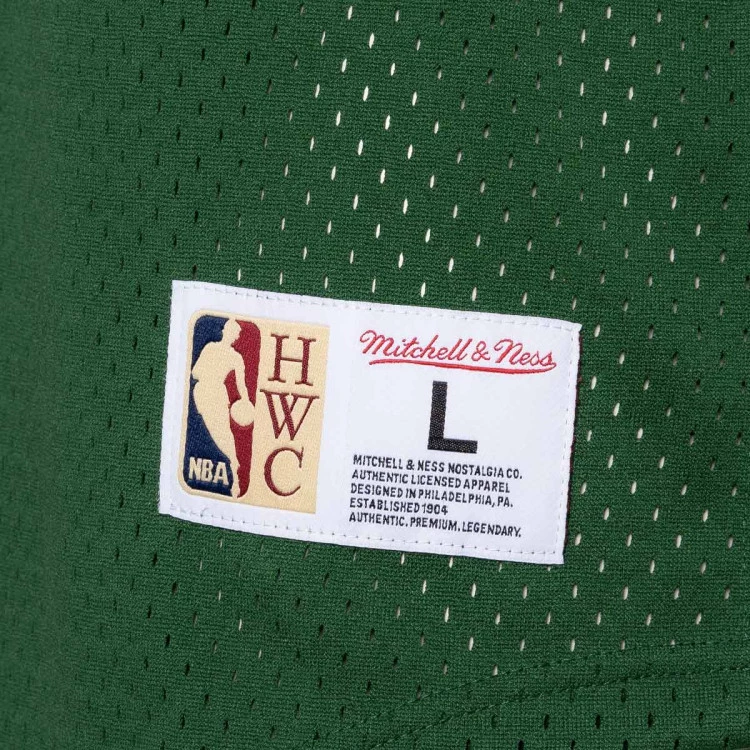 NBA
H
W
C
Mitchell & Ness
L
MITCHELL & NESS NOSTALGIA CO.
AUTHENTIC LICENSED APPAREL
DESIGNED IN PHILADELPHIA, PA.
ESTABLISHED 1904
AUTHENTIC. PREMIUM. LEGENDARY.